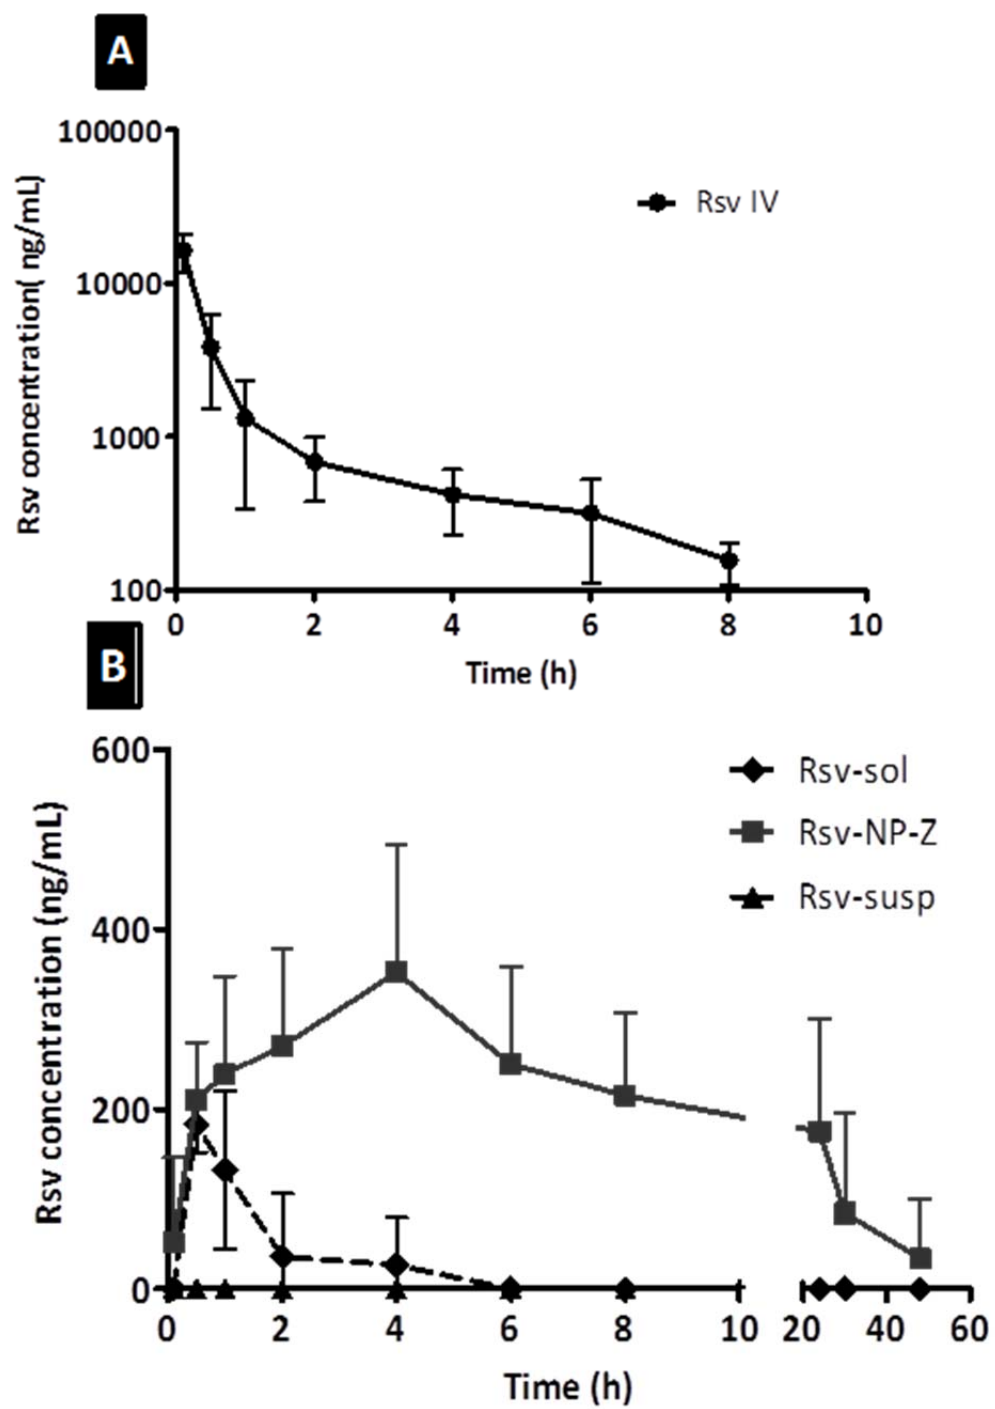 A
Rsv concentration( ng/mL)
100000
10000
1000
100
Rsv IV
0 2 4 6 8 10
Time (h)
B
Rsv concentration (ng/mL)
600
400
200
0
Rsv-sol
Rsv-NP-Z
Rsv-susp
0 2 4 6 8 10 20 40 60
Time (h)